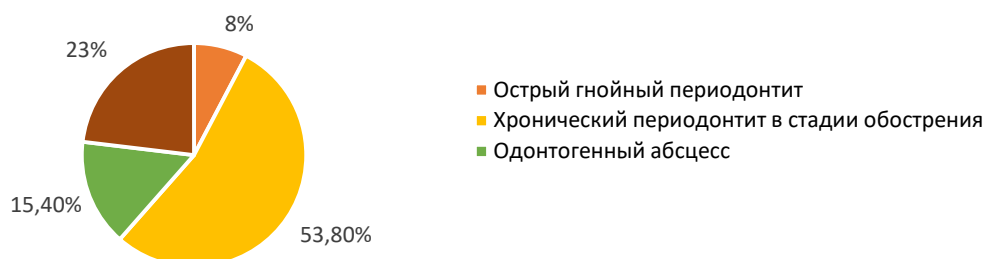 8%
23%
Острый гнойный периодонтит
Хронический периодонтит в стадии обострения
Одонтогенный абсцесс
15,40%
53,80%